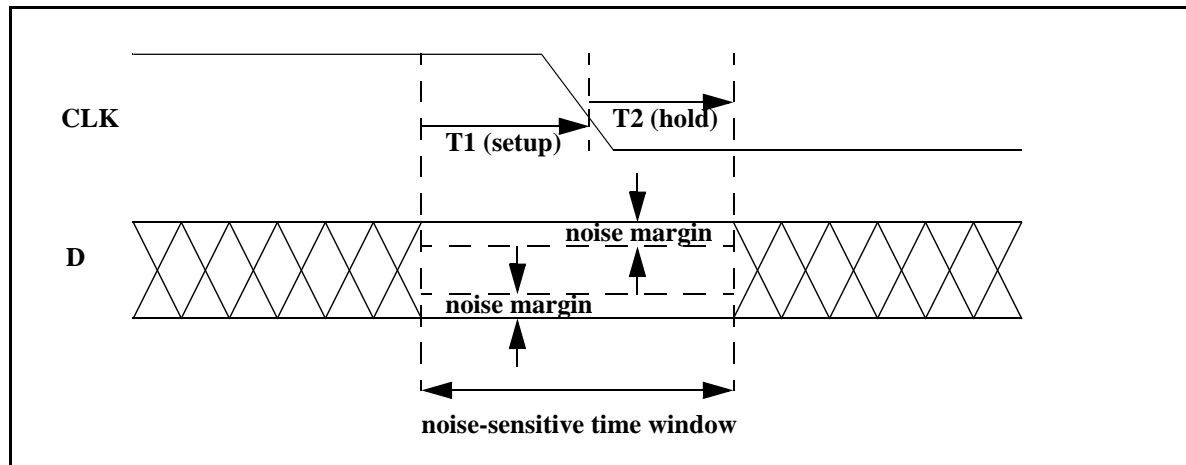 CLK
T2 (hold)
T1 (setup)
noise margin
D
noise margin
noise-sensitive time window